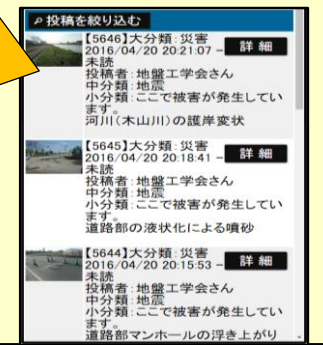 投稿を絞り込む
【5646】大分類:災害
2016/04/20 20:21:07 -
詳細
未読
投稿者:地盤工学会さん
中分類:地震
小分類:ここで被害が発生してい
ます。
河川(木山川)の護岸変状
【5645】大分類:災害
2016/04/20 20:18:41 -
詳細
未読
投稿者:地盤工学会さん
中分類:地震
小分類:ここで被害が発生してい
ます。
道路部の液状化による噴砂
【5644】大分類:災害
2016/04/20 20:15:53 -
詳細
未読
投稿者:地盤工学会さん
中分類:地震
小分類:ここで被害が発生してい
ます。
道路部マンホールの浮き上がり